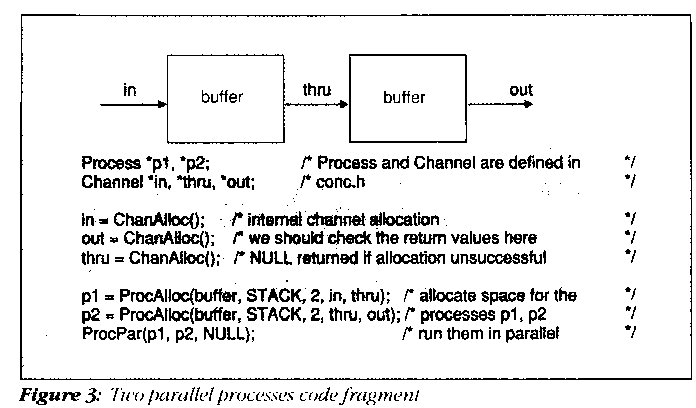 in thru out
buffer buffer
Process *p1, *p2; /* Process and Channel are defined in */
Channel *in, *thru, *out; /* conc.h */
in = ChanAlloc(); /* internal channel allocation */
out = ChanAlloc(); /* we should check the return values here */
thru = ChanAlloc(); /* NULL returned if allocation unsuccessful */
p1 = ProcAlloc(buffer, STACK, 2, in, thru); /* allocate space for the */
p2 = ProcAlloc(buffer, STACK, 2, thru, out); /* processes p1, p2 */
ProcPar(p1, p2, NULL); /* run them in parallel */
Figure 3: Two parallel processes code fragment